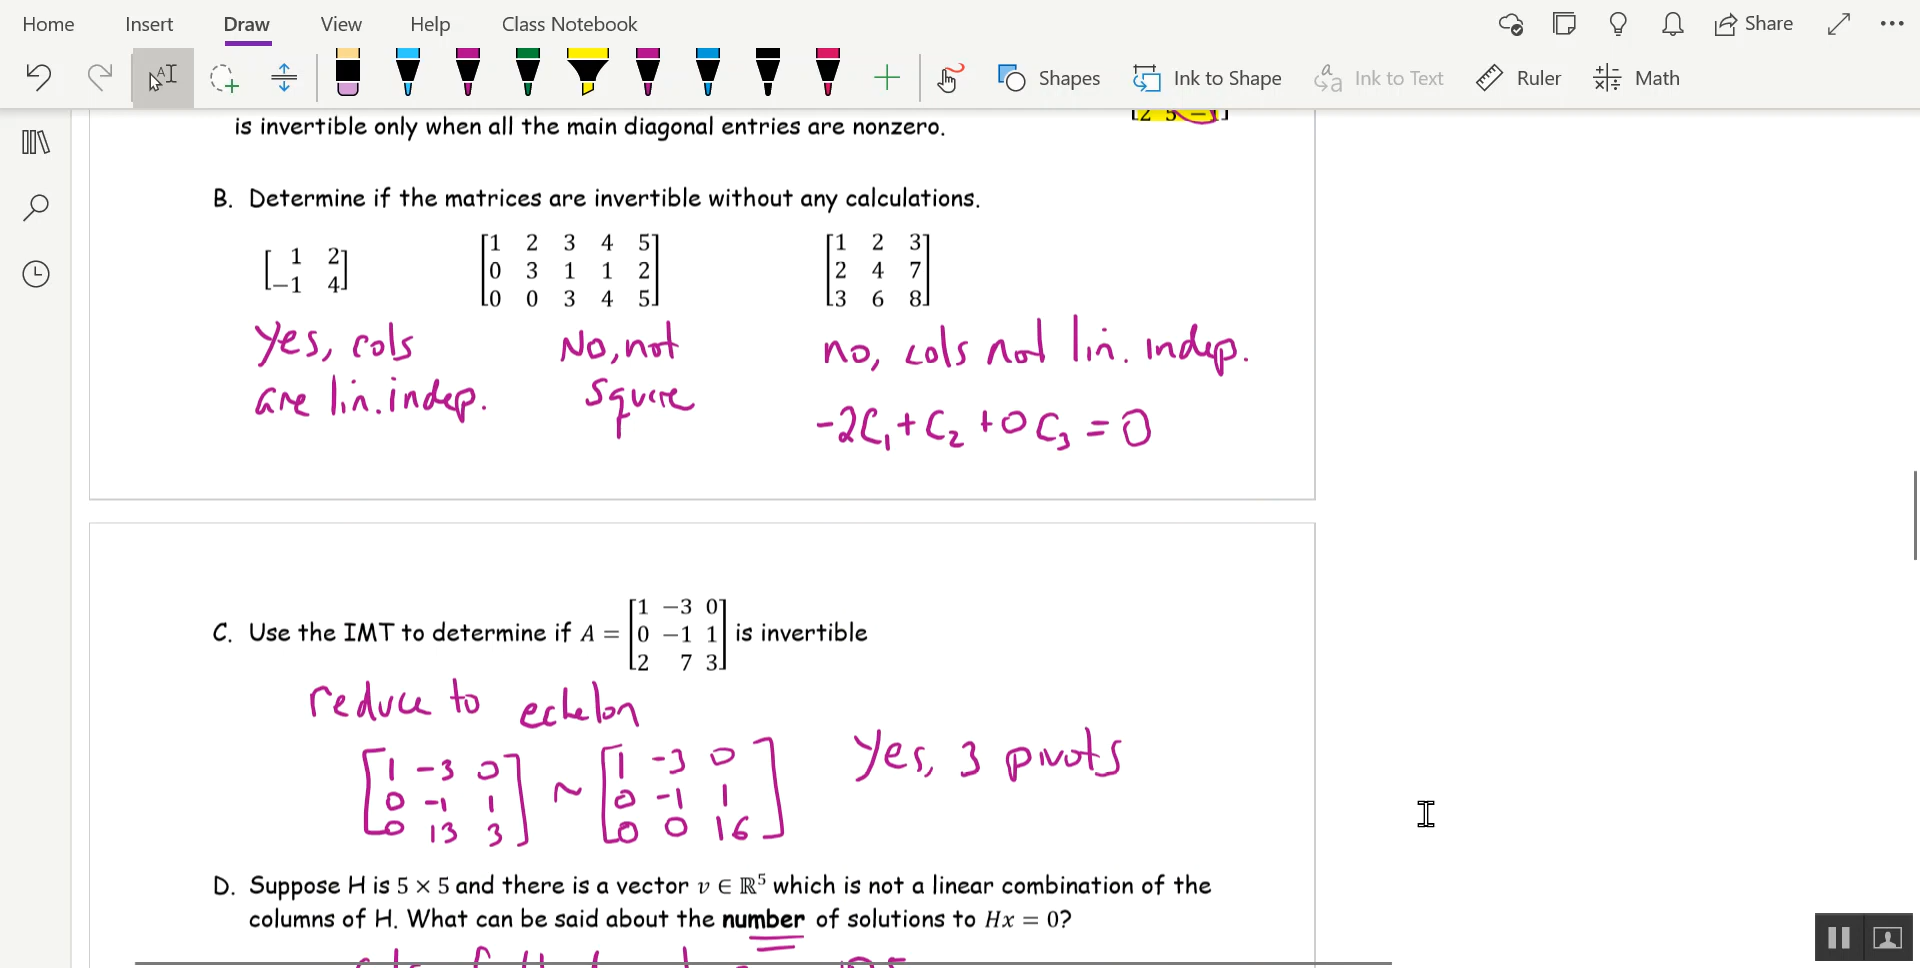 Home Insert Draw View Help Class Notebook Share
Shapes Ink to Shape Ink to Text Ruler Math
is invertible only when all the main diagonal entries are nonzero.
[2 5 −1]
B. Determine if the matrices are invertible without any calculations.
[1 2] [1 2 3 4 5] [1 2 3]
[−1 4] [0 3 1 1 2] [2 4 7]
[0 0 3 4 5] [3 6 8]
Yes, cols No, not no, cols not lin. indep.
are lin. indep. square -2C₁ + C₂ + 0 C₃ = 0
[1 −3 0]
C. Use the IMT to determine if A = [0 −1 1] is invertible
[2 7 3]
reduce to echelon
[1 -3 0] ~ [1 -3 0] Yes, 3 pivots
[0 -1 1] [0 -1 1]
[0 13 3] [0 0 16]
D. Suppose H is 5 × 5 and there is a vector v ∈ ℝ⁵ which is not a linear combination of the
columns of H. What can be said about the number of solutions to Hx = 0?